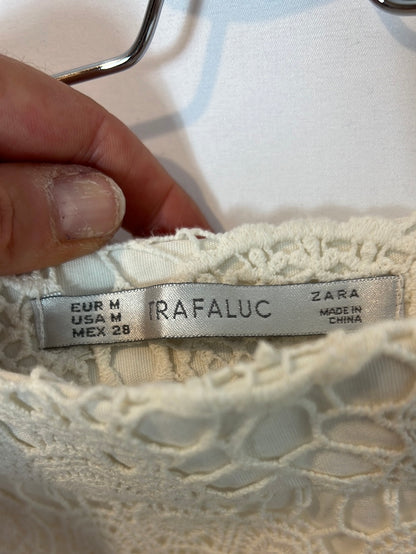 EUR M
USA M
MEX 28
TRAFALUC
ZARA
MADE IN
CHINA